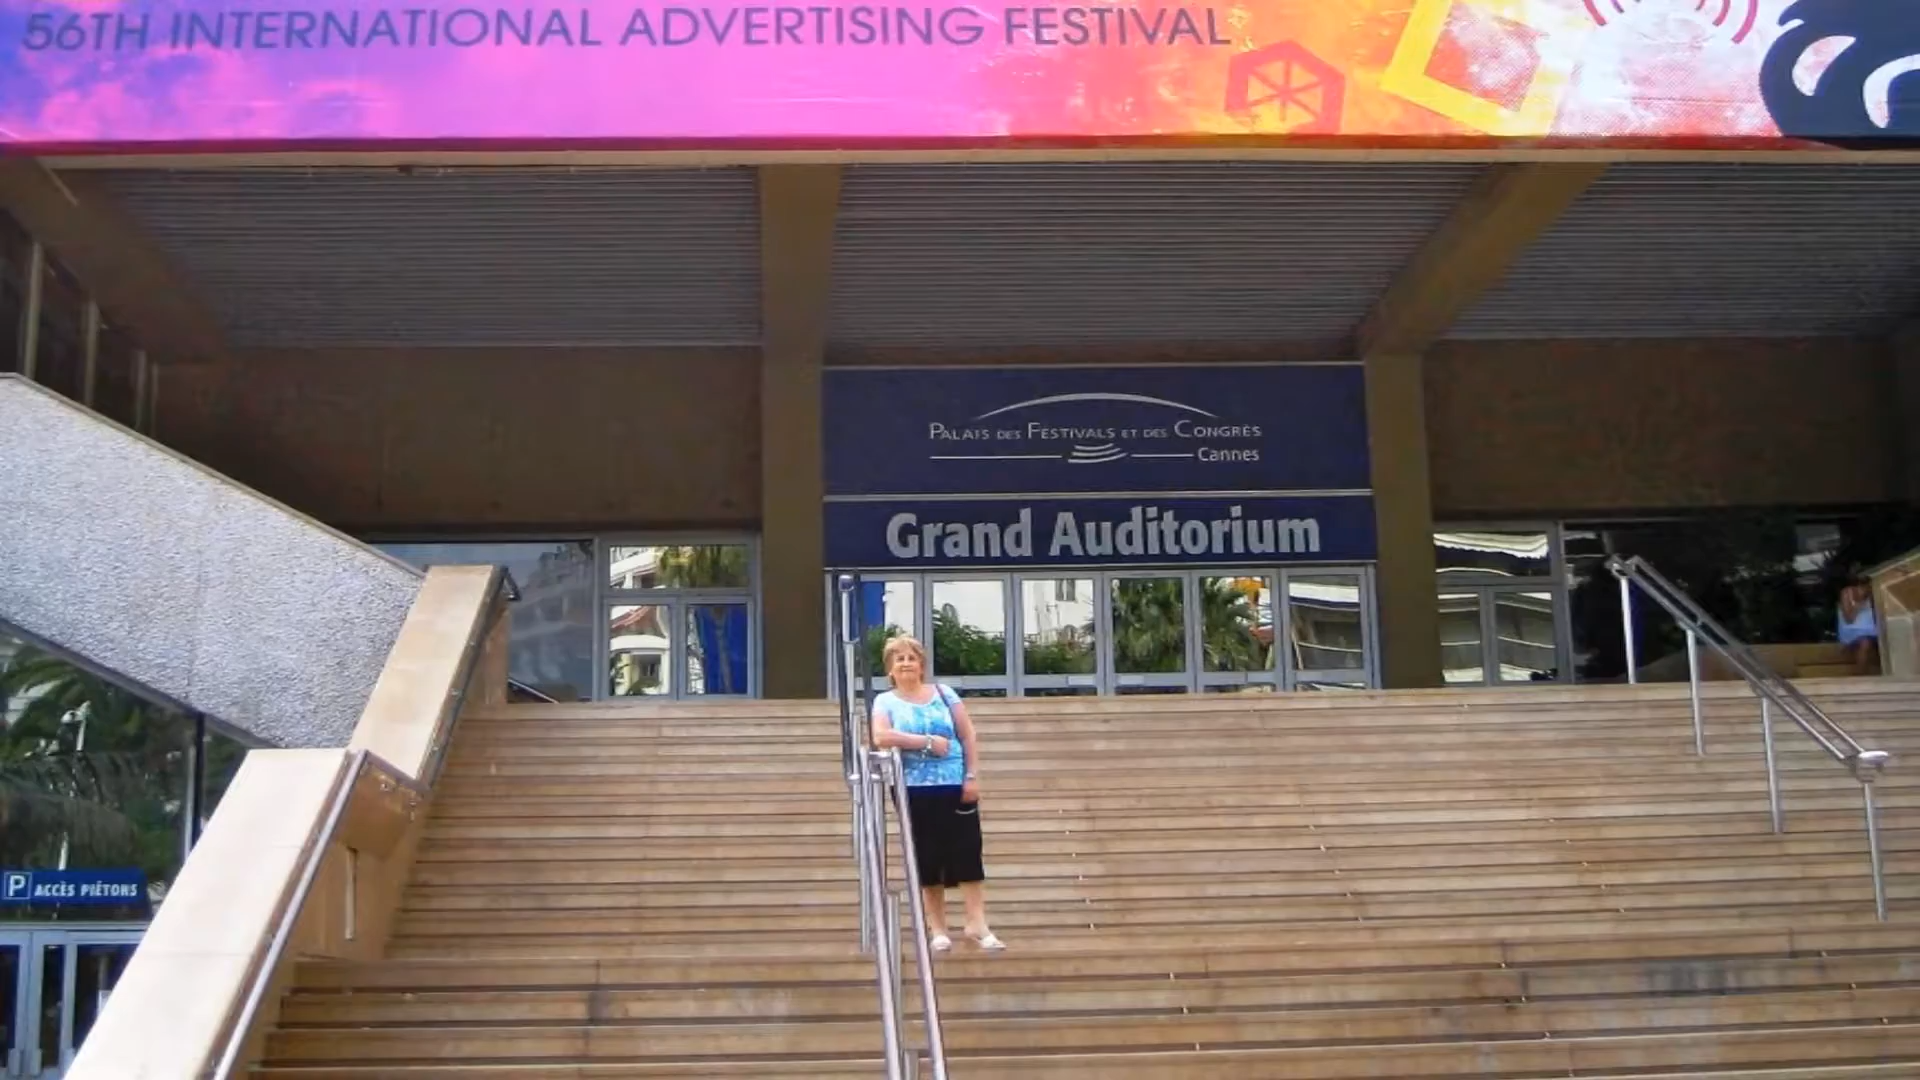 56TH INTERNATIONAL ADVERTISING FESTIVAL
PALAIS DES FESTIVALS ET DES CONGRÈS
Cannes
Grand Auditorium
P ACCÈS PIÉTONS